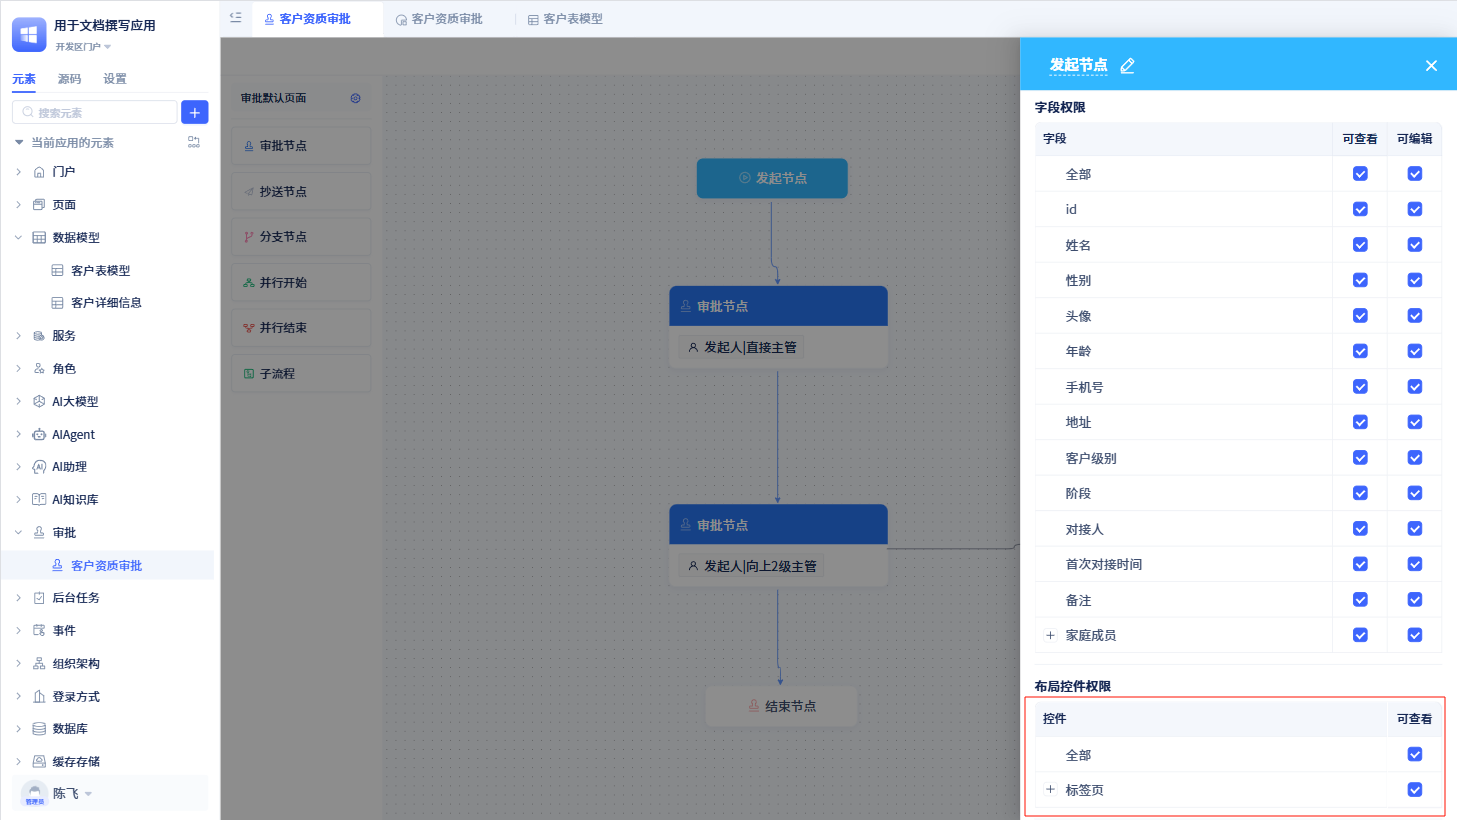 用于文档撰写应用
开发区门户
元素 源码 设置
搜索元素
当前应用的元素
门户
页面
数据模型
客户表模型
客户详细信息
服务
角色
AI大模型
AIAgent
AI助理
AI知识库
审批
客户资质审批
后台任务
事件
组织架构
登录方式
数据库
缓存存储
陈飞
管理员
客户资质审批 客户资质审批 客户表模型
审批默认页面
审批节点
抄送节点
分支节点
并行开始
并行结束
子流程
发起节点
审批节点
发起人|直接主管
审批节点
发起人|向上2级主管
结束节点
发起节点
字段权限
字段 可查看 可编辑
全部
id
姓名
性别
头像
年龄
手机号
地址
客户级别
阶段
对接人
首次对接时间
备注
家庭成员
布局控件权限
控件 可查看
全部
标签页